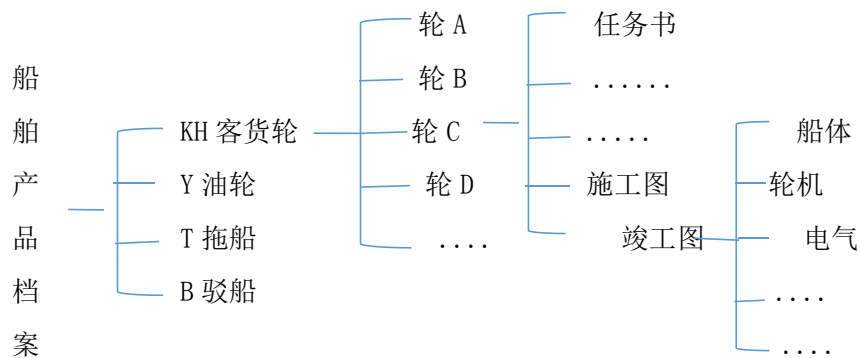 船舶产品档案
KH 客货轮
Y 油轮
T 拖船
B 驳船
轮 A
轮 B
轮 C
轮 D
....
任务书
......
.....
施工图
竣工图
船体
轮机
电气
....
....